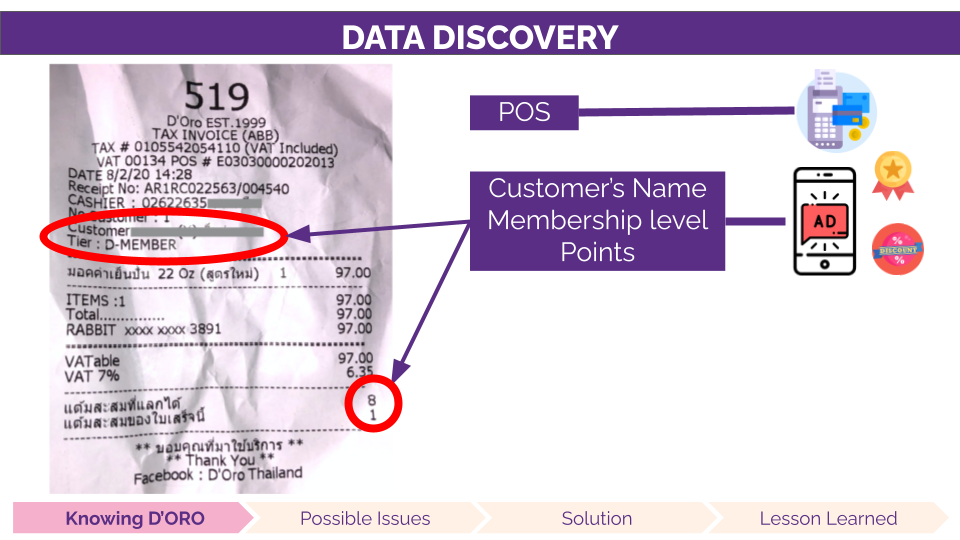 DATA DISCOVERY
519
D'Oro EST.1999
TAX INVOICE (ABB)
TAX # 0105542054110 (VAT Included)
VAT 00134 POS # E03030000202013
DATE 8/2/20 14:28
Receipt No: AR1RC022563/004540
CASHIER : 02622635
No Customer : 1
Customer
Tier : D-MEMBER
มอคค่าเย็นปั่น 22 Oz (สูตรใหม่) 1 97.00
ITEMS :1 97.00
Total............... 97.00
RABBIT xxxx xxxx 3891 97.00
VATable 97.00
VAT 7% 6.35
แต้มสะสมที่แลกได้ 8
แต้มสะสมของใบเสร็จนี้ 1
** ขอบคุณที่มาใช้บริการ **
** Thank You **
Facebook : D'Oro Thailand
POS
Customer's Name
Membership level
Points
AD
%
DISCOUNT
%
Knowing D'ORO
Possible Issues
Solution
Lesson Learned